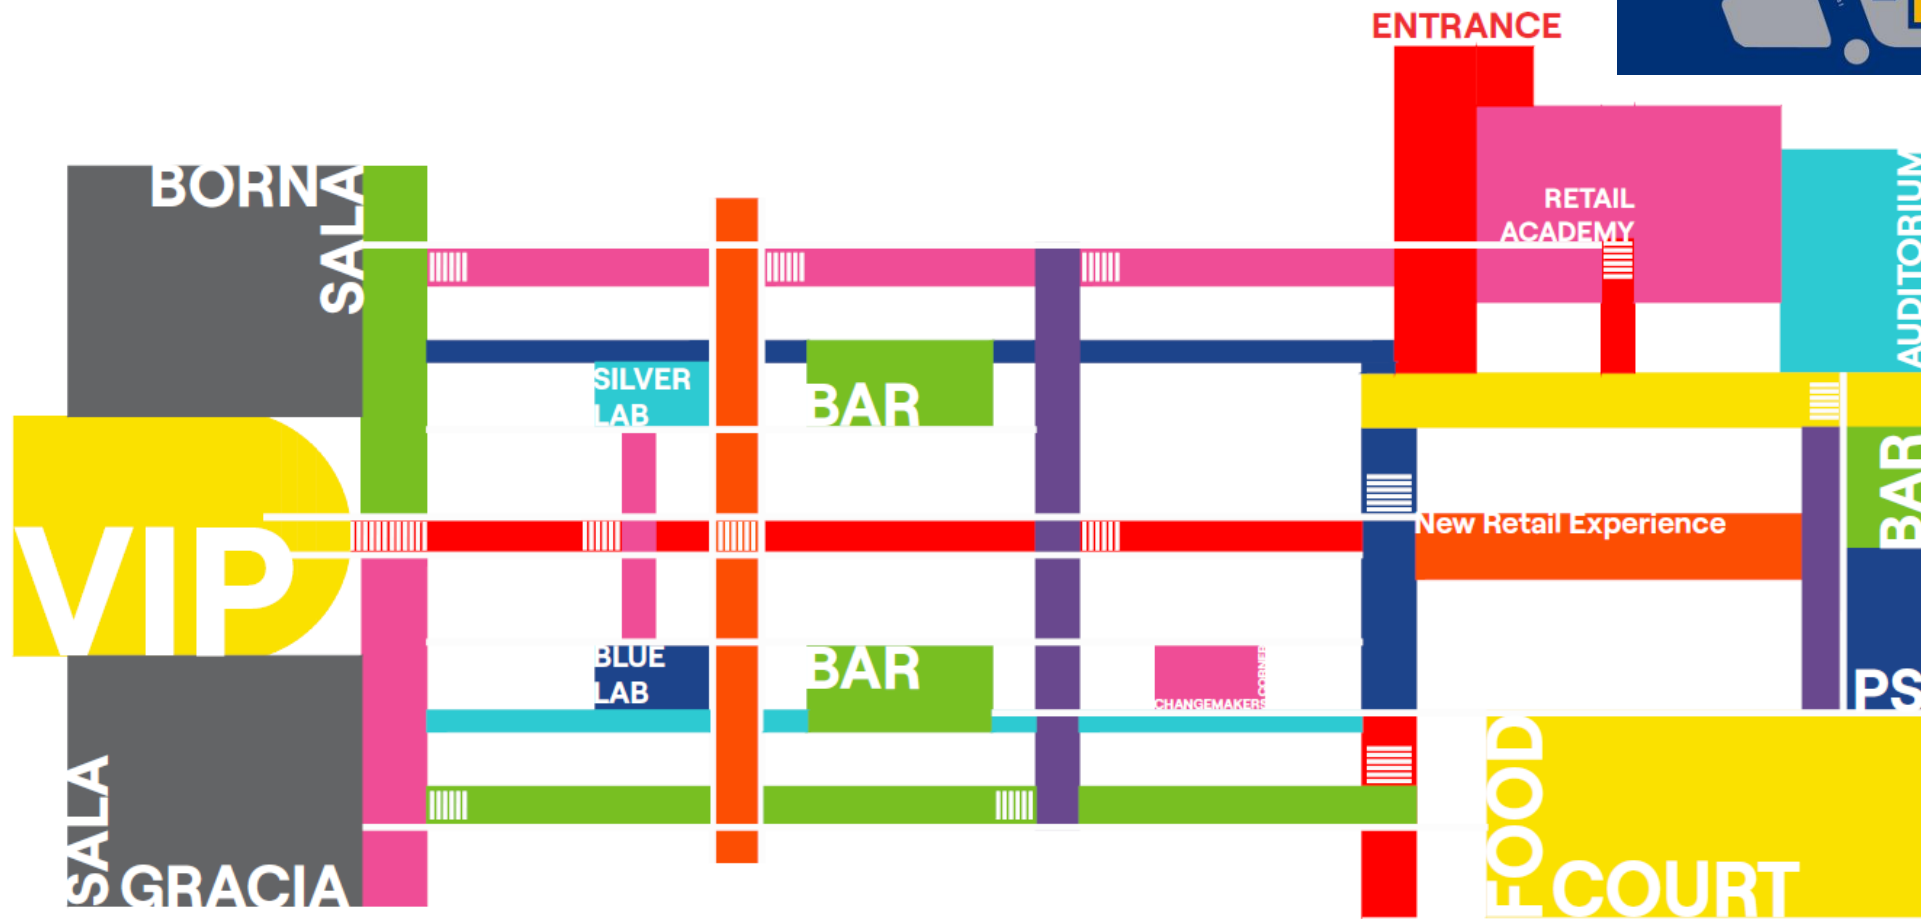 ENTRANCE
BORN
SALA
RETAIL
ACADEMY
AUDITORIUM
SILVER
LAB
BAR
BAR
VIP
New Retail Experience
BLUE
LAB
BAR
CHANGEMAKERS
CORNER
PS
SALA
GRACIA
FOOD
COURT